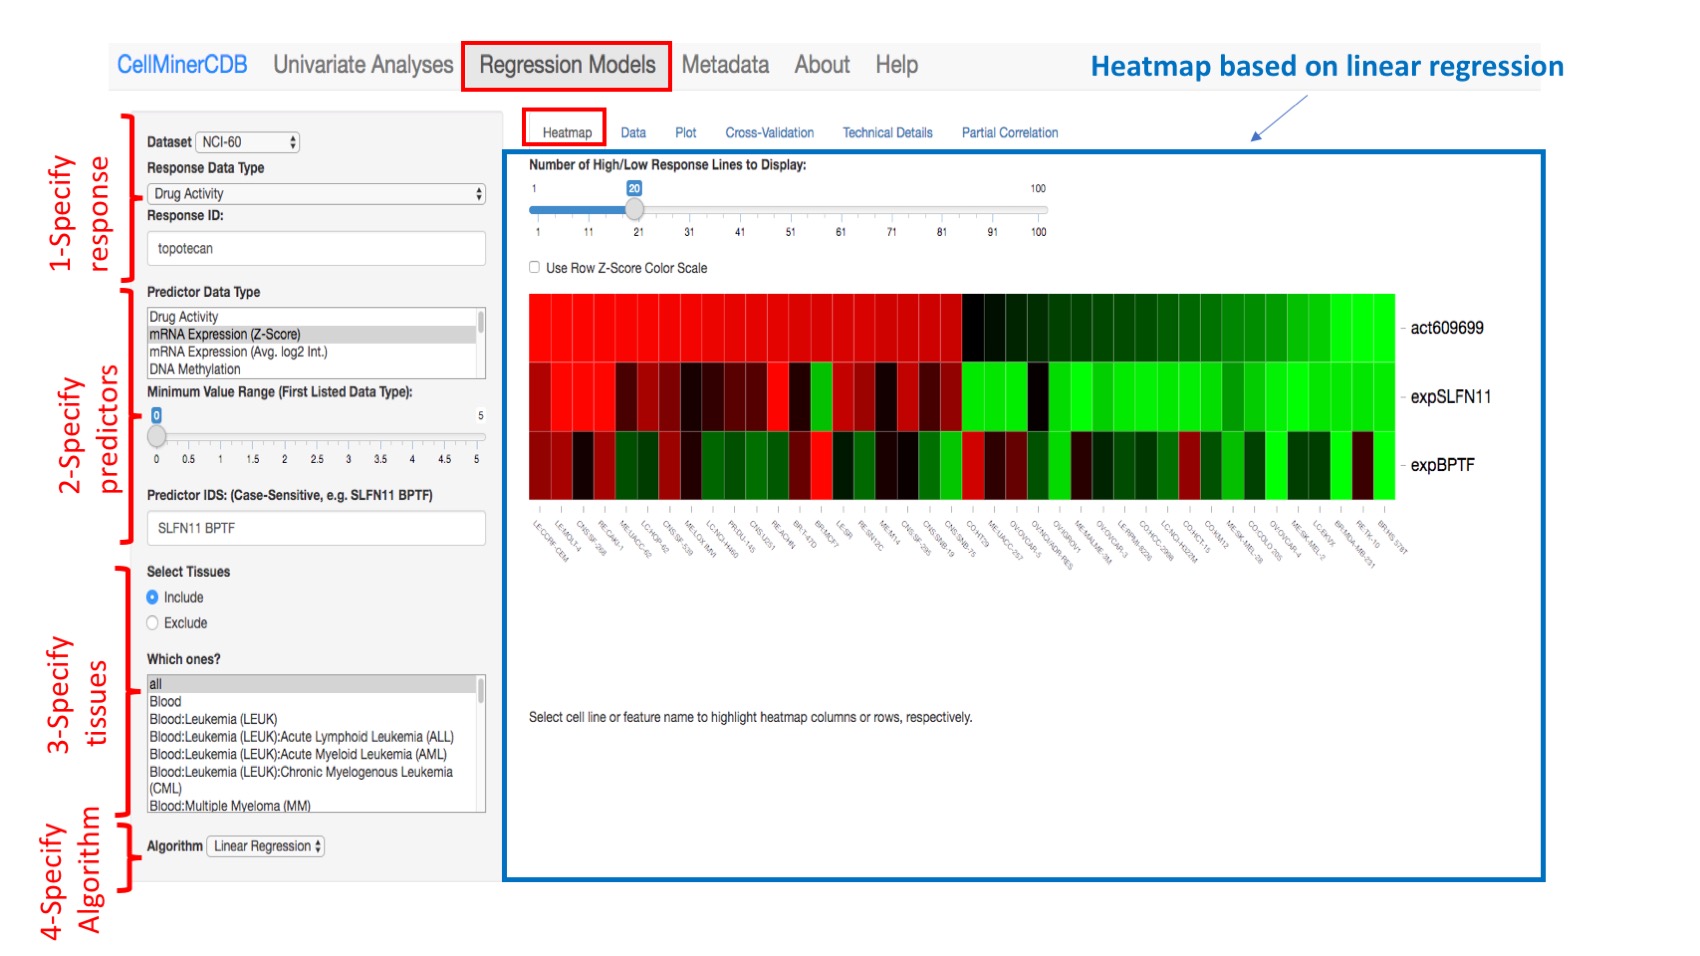 CellMinerCDB Univariate Analyses Regression Models Metadata About Help
Heatmap based on linear regression
1-Specify
response
Dataset NCI-60
Response Data Type
Drug Activity
Response ID:
topotecan
2-Specify
predictors
Predictor Data Type
Drug Activity
mRNA Expression (Z-Score)
mRNA Expression (Avg. log2 Int.)
DNA Methylation
Minimum Value Range (First Listed Data Type):
0 5
0 0.5 1 1.5 2 2.5 3 3.5 4 4.5 5
Predictor IDS: (Case-Sensitive, e.g. SLFN11 BPTF)
SLFN11 BPTF
3-Specify
tissues
Select Tissues
Include
Exclude
Which ones?
all
Blood
Blood:Leukemia (LEUK)
Blood:Leukemia (LEUK):Acute Lymphoid Leukemia (ALL)
Blood:Leukemia (LEUK):Acute Myeloid Leukemia (AML)
Blood:Leukemia (LEUK):Chronic Myelogenous Leukemia
(CML)
Blood:Multiple Myeloma (MM)
4-Specify
Algorithm
Algorithm Linear Regression
Heatmap Data Plot Cross-Validation Technical Details Partial Correlation
Number of High/Low Response Lines to Display:
1 20 100
1 11 21 31 41 51 61 71 81 91 100
Use Row Z-Score Color Scale
act609699
expSLFN11
expBPTF
LE:CCRF-CEM
LE:MOLT-4
CNS:SF-268
RE:CAKI-1
ME:UACC-62
LC:HOP-62
CNS:SF-539
ME:LOX IMVI
LC:NCI-H460
PR:DU-145
CNS:U251
RE:ACHN
BR:T-47D
BR:MCF7
LE:SR
RE:SN12C
ME:M14
CNS:SF-295
CNS:SNB-19
CNS:SNB-75
CO:HT29
ME:UACC-257
OV:OVCAR-5
OV:NCI/ADR-RES
OV:IGROV1
ME:MALME-3M
OV:OVCAR-3
LE:RPMI-8226
CO:HCC-2998
LC:NCI-H322M
CO:HCT-15
CO:KM12
ME:SK-MEL-28
CO:COLO 205
OV:OVCAR-4
ME:SK-MEL-2
LC:EKVX
BR:MDA-MB-231
RE:TK-10
BR:HS 578T
Select cell line or feature name to highlight heatmap columns or rows, respectively.